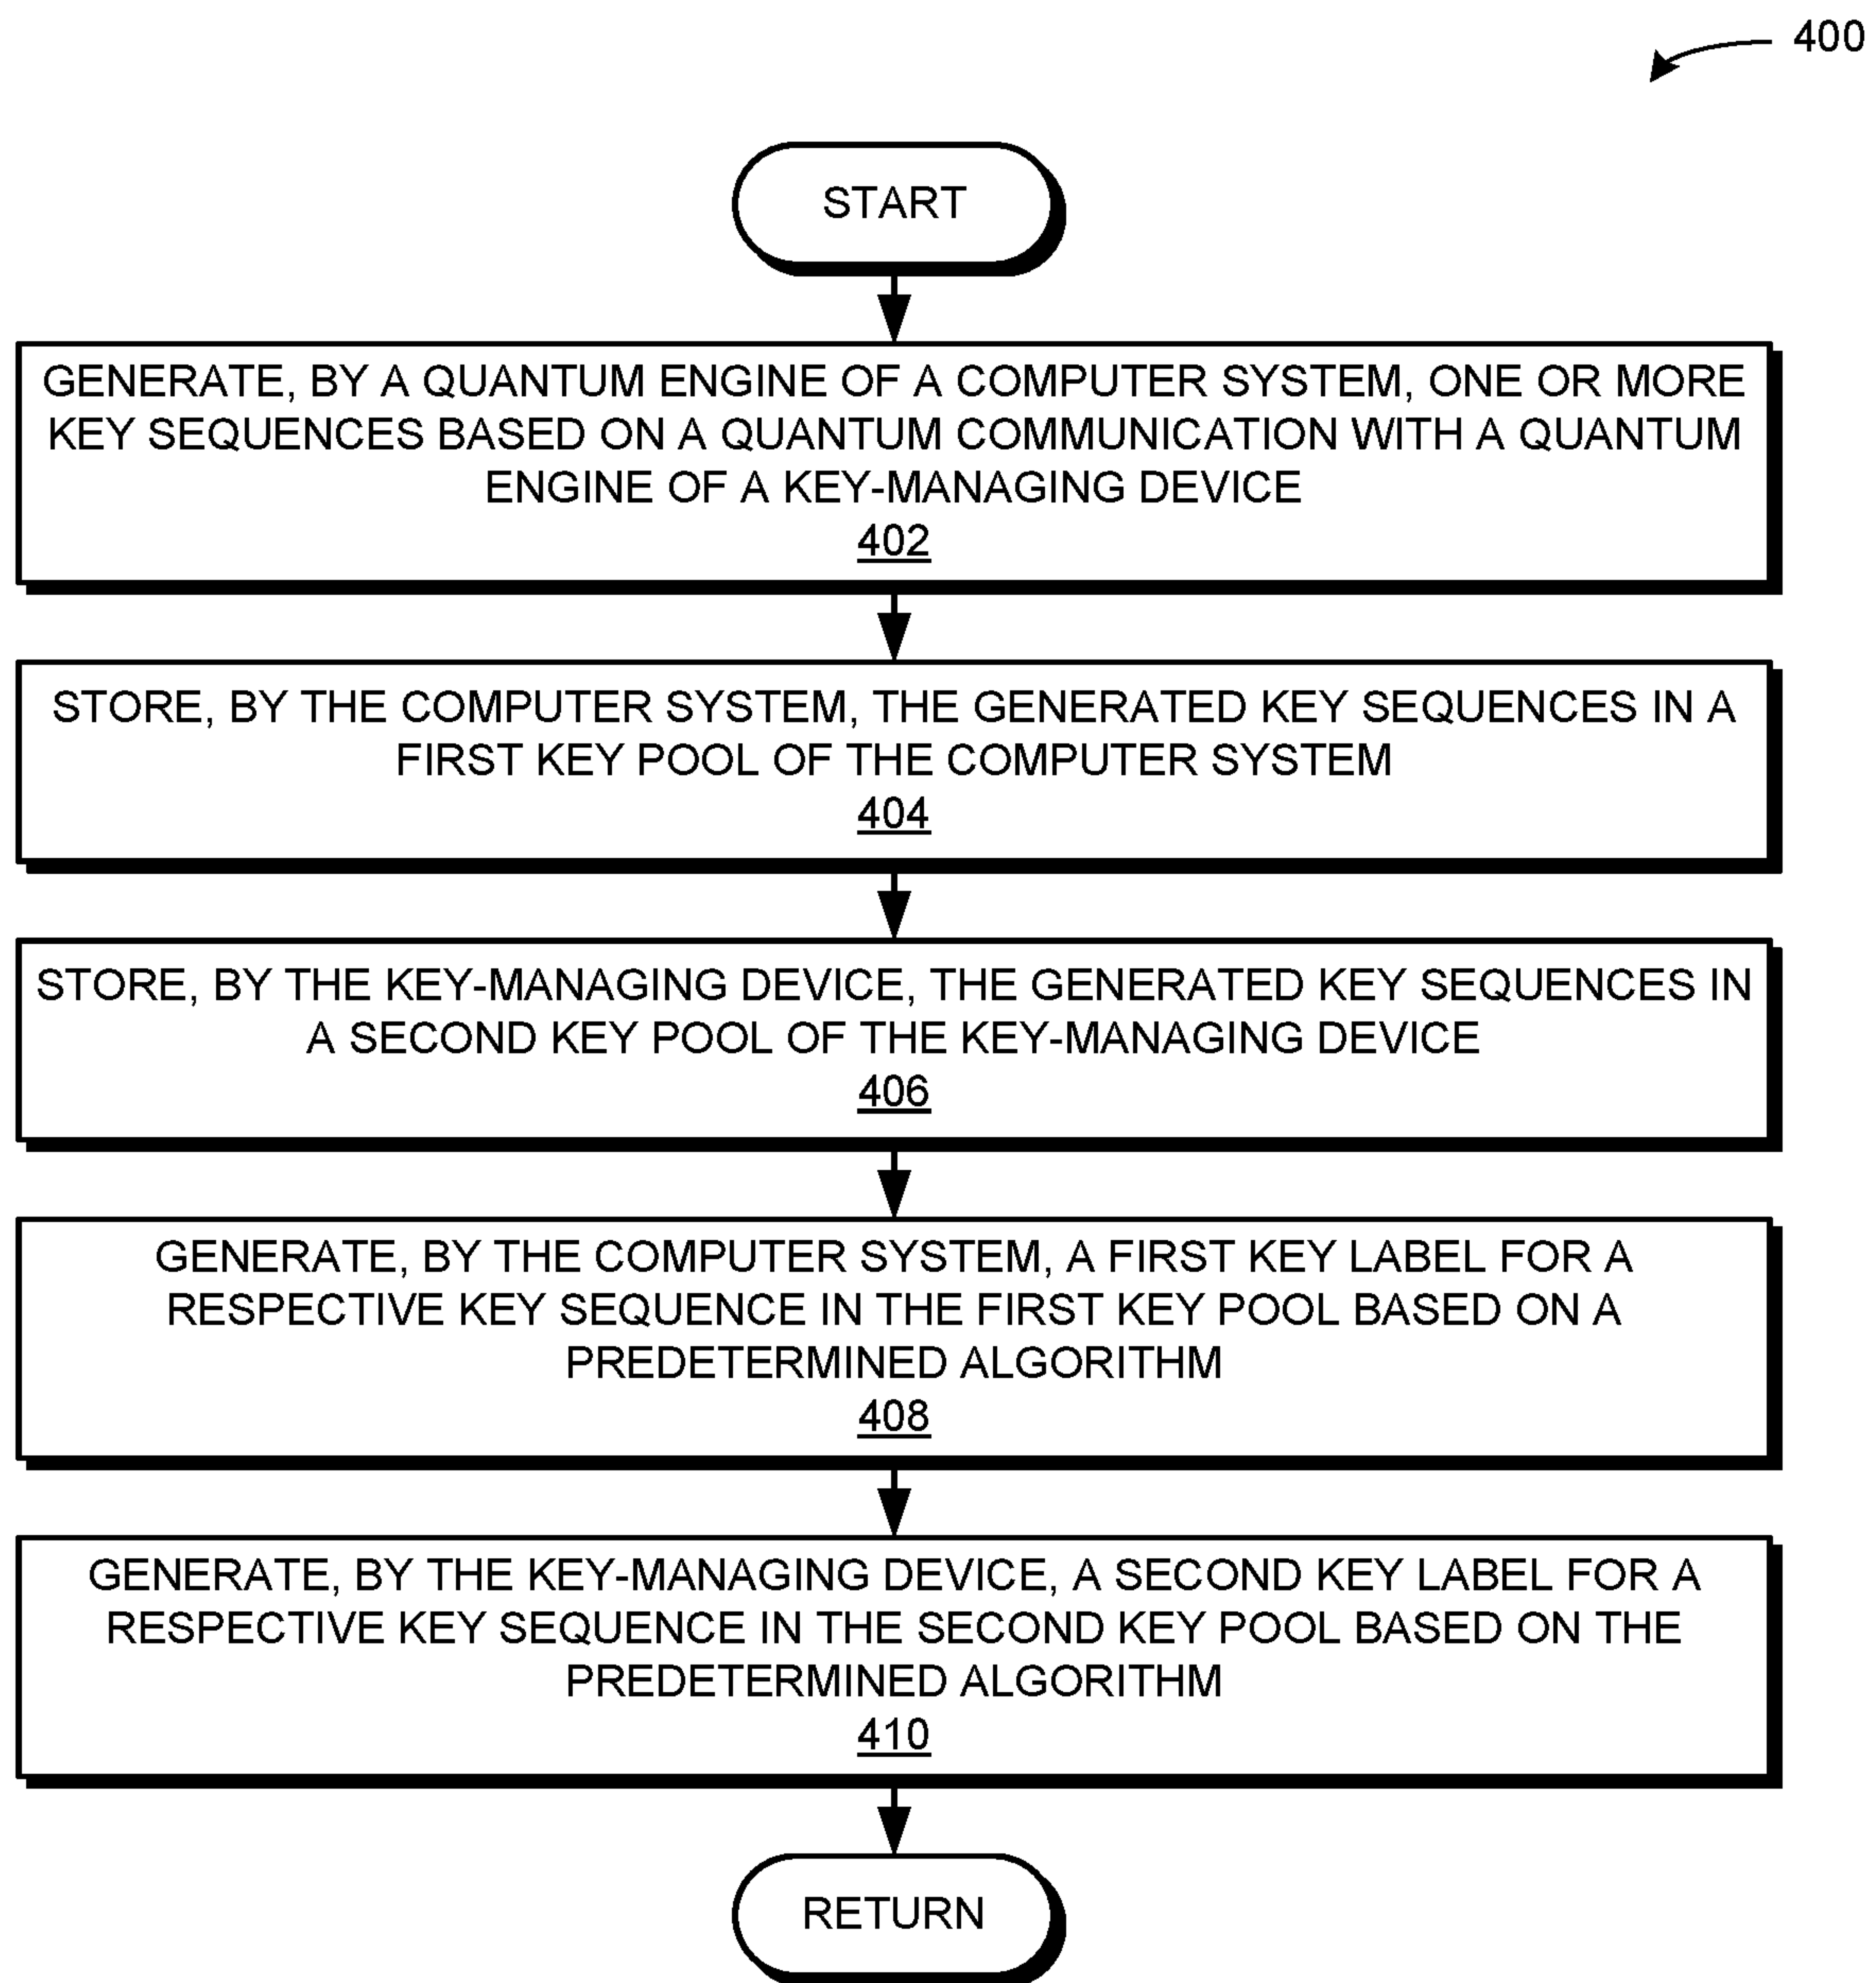 400
START
GENERATE, BY A QUANTUM ENGINE OF A COMPUTER SYSTEM, ONE OR MORE
KEY SEQUENCES BASED ON A QUANTUM COMMUNICATION WITH A QUANTUM
ENGINE OF A KEY-MANAGING DEVICE
402
STORE, BY THE COMPUTER SYSTEM, THE GENERATED KEY SEQUENCES IN A
FIRST KEY POOL OF THE COMPUTER SYSTEM
404
STORE, BY THE KEY-MANAGING DEVICE, THE GENERATED KEY SEQUENCES IN
A SECOND KEY POOL OF THE KEY-MANAGING DEVICE
406
GENERATE, BY THE COMPUTER SYSTEM, A FIRST KEY LABEL FOR A
RESPECTIVE KEY SEQUENCE IN THE FIRST KEY POOL BASED ON A
PREDETERMINED ALGORITHM
408
GENERATE, BY THE KEY-MANAGING DEVICE, A SECOND KEY LABEL FOR A
RESPECTIVE KEY SEQUENCE IN THE SECOND KEY POOL BASED ON THE
PREDETERMINED ALGORITHM
410
RETURN